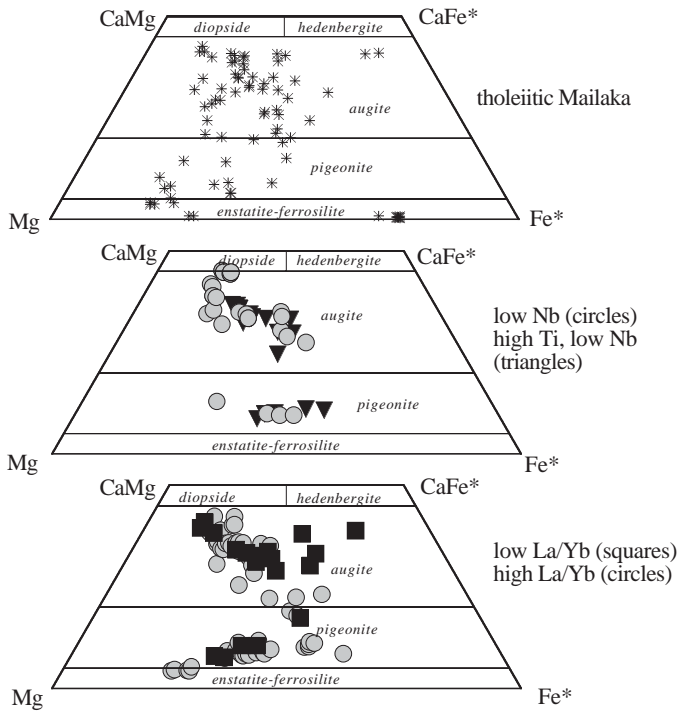 CaMg
diopside
hedenbergite
CaFe*
tholeiitic Mailaka
augite
pigeonite
enstatite-ferrosilite
Mg
Fe*
CaMg
diopside
hedenbergite
CaFe*
low Nb (circles)
high Ti, low Nb
(triangles)
augite
pigeonite
enstatite-ferrosilite
Mg
Fe*
CaMg
diopside
hedenbergite
CaFe*
low La/Yb (squares)
high La/Yb (circles)
augite
pigeonite
enstatite-ferrosilite
Mg
Fe*